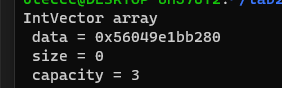 IntVector array
data = 0x56049e1bb280
size = 0
capacity = 3